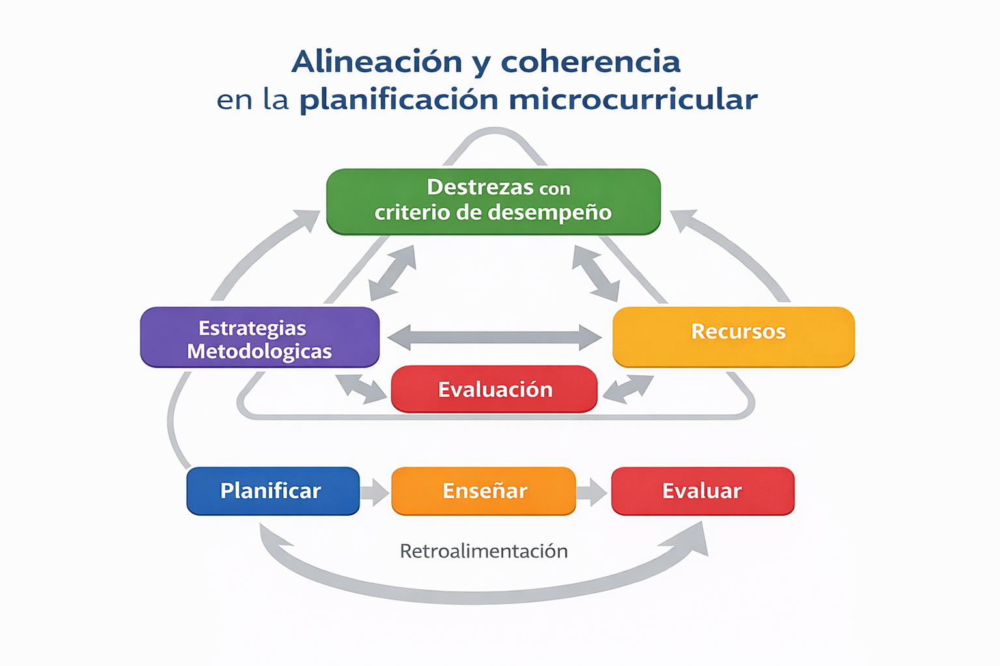 Alineación y coherencia
en la planificación microcurricular
Destrezas con
criterio de desempeño
Estrategias
Metodologicas
Recursos
Evaluación
Planificar
Enseñar
Evaluar
Retroalimentación